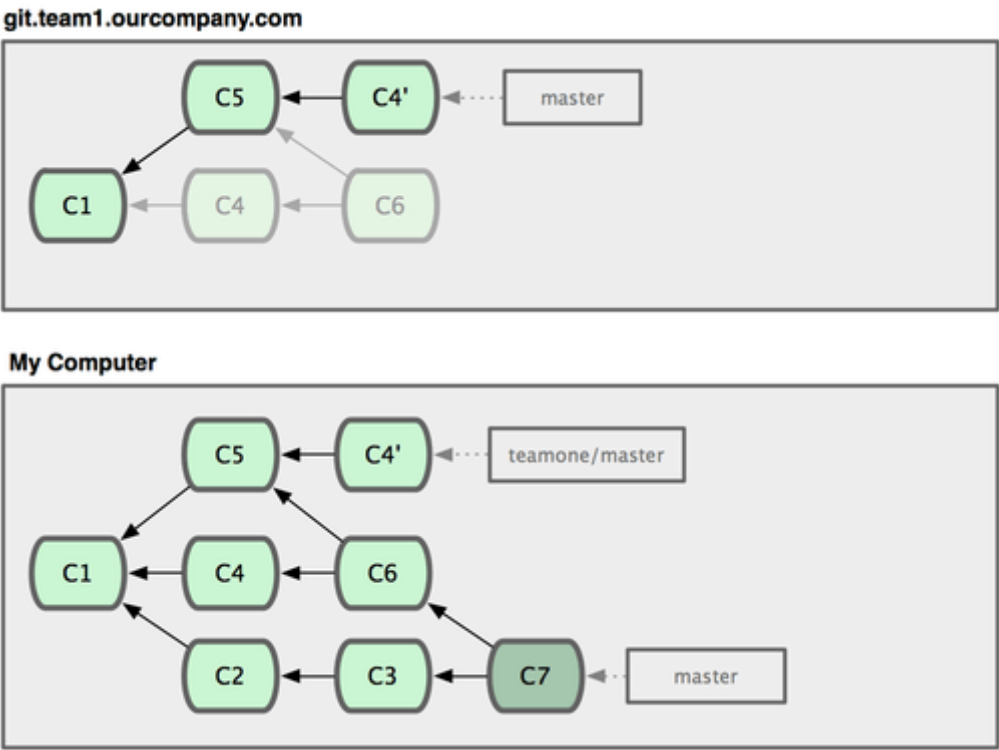 git.team1.ourcompany.com
C5 C4' master
C1 C4 C6
My Computer
C5 C4' teamone/master
C1 C4 C6
C2 C3 C7 master